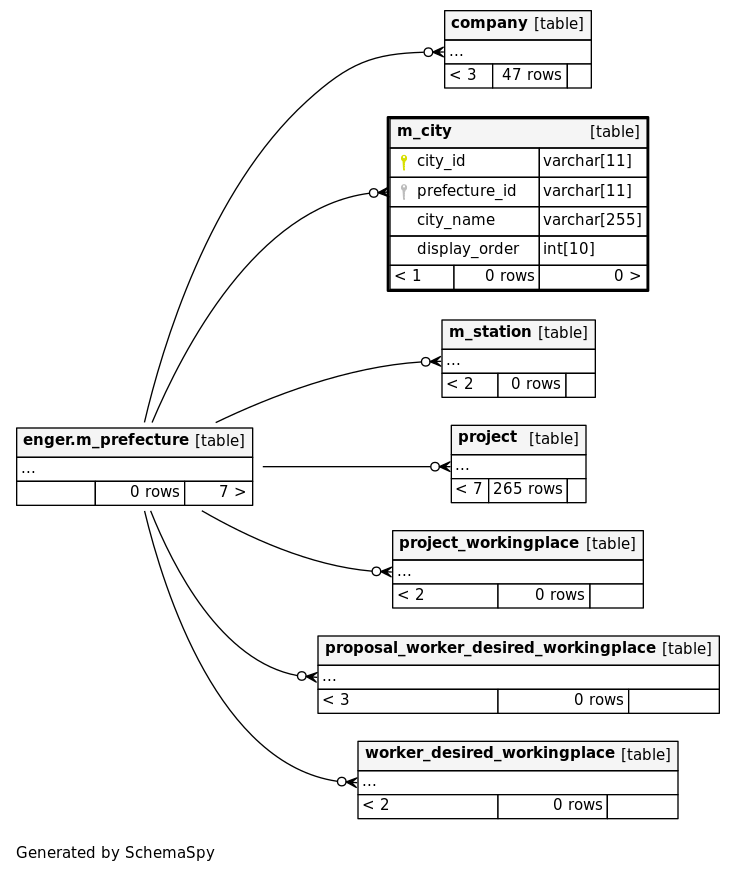 company [table]
...
< 3 47 rows
m_city [table]
city_id varchar[11]
prefecture_id varchar[11]
city_name varchar[255]
display_order int[10]
< 1 0 rows 0 >
m_station [table]
...
< 2 0 rows
enger.m_prefecture [table]
...
0 rows 7 >
project [table]
...
< 7 265 rows
project_workingplace [table]
...
< 2 0 rows
proposal_worker_desired_workingplace [table]
...
< 3 0 rows
worker_desired_workingplace [table]
...
< 2 0 rows
Generated by SchemaSpy